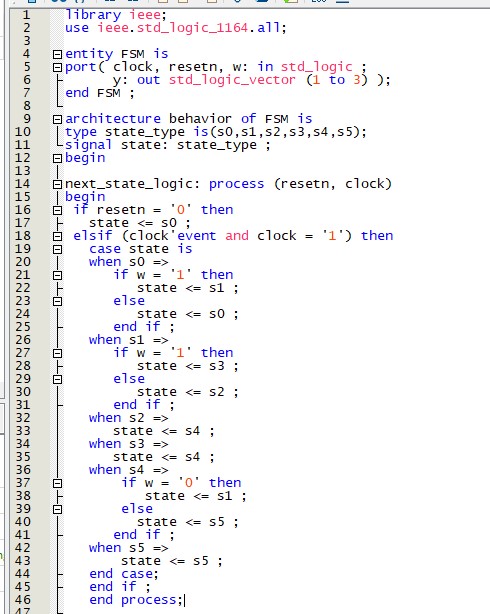 1 library ieee;
2 use ieee.std_logic_1164.all;
3
4 entity FSM is
5 port( clock, resetn, w: in std_logic ;
6 y: out std_logic_vector (1 to 3) );
7 end FSM ;
8
9 architecture behavior of FSM is
10 type state_type is(s0,s1,s2,s3,s4,s5);
11 signal state: state_type ;
12 begin
13
14 next_state_logic: process (resetn, clock)
15 begin
16 if resetn = '0' then
17 state <= s0 ;
18 elsif (clock'event and clock = '1') then
19 case state is
20 when s0 =>
21 if w = '1' then
22 state <= s1 ;
23 else
24 state <= s0 ;
25 end if ;
26 when s1 =>
27 if w = '1' then
28 state <= s3 ;
29 else
30 state <= s2 ;
31 end if ;
32 when s2 =>
33 state <= s4 ;
34 when s3 =>
35 state <= s4 ;
36 when s4 =>
37 if w = '0' then
38 state <= s1 ;
39 else
40 state <= s5 ;
41 end if ;
42 when s5 =>
43 state <= s5 ;
44 end case;
45 end if ;
46 end process;
47